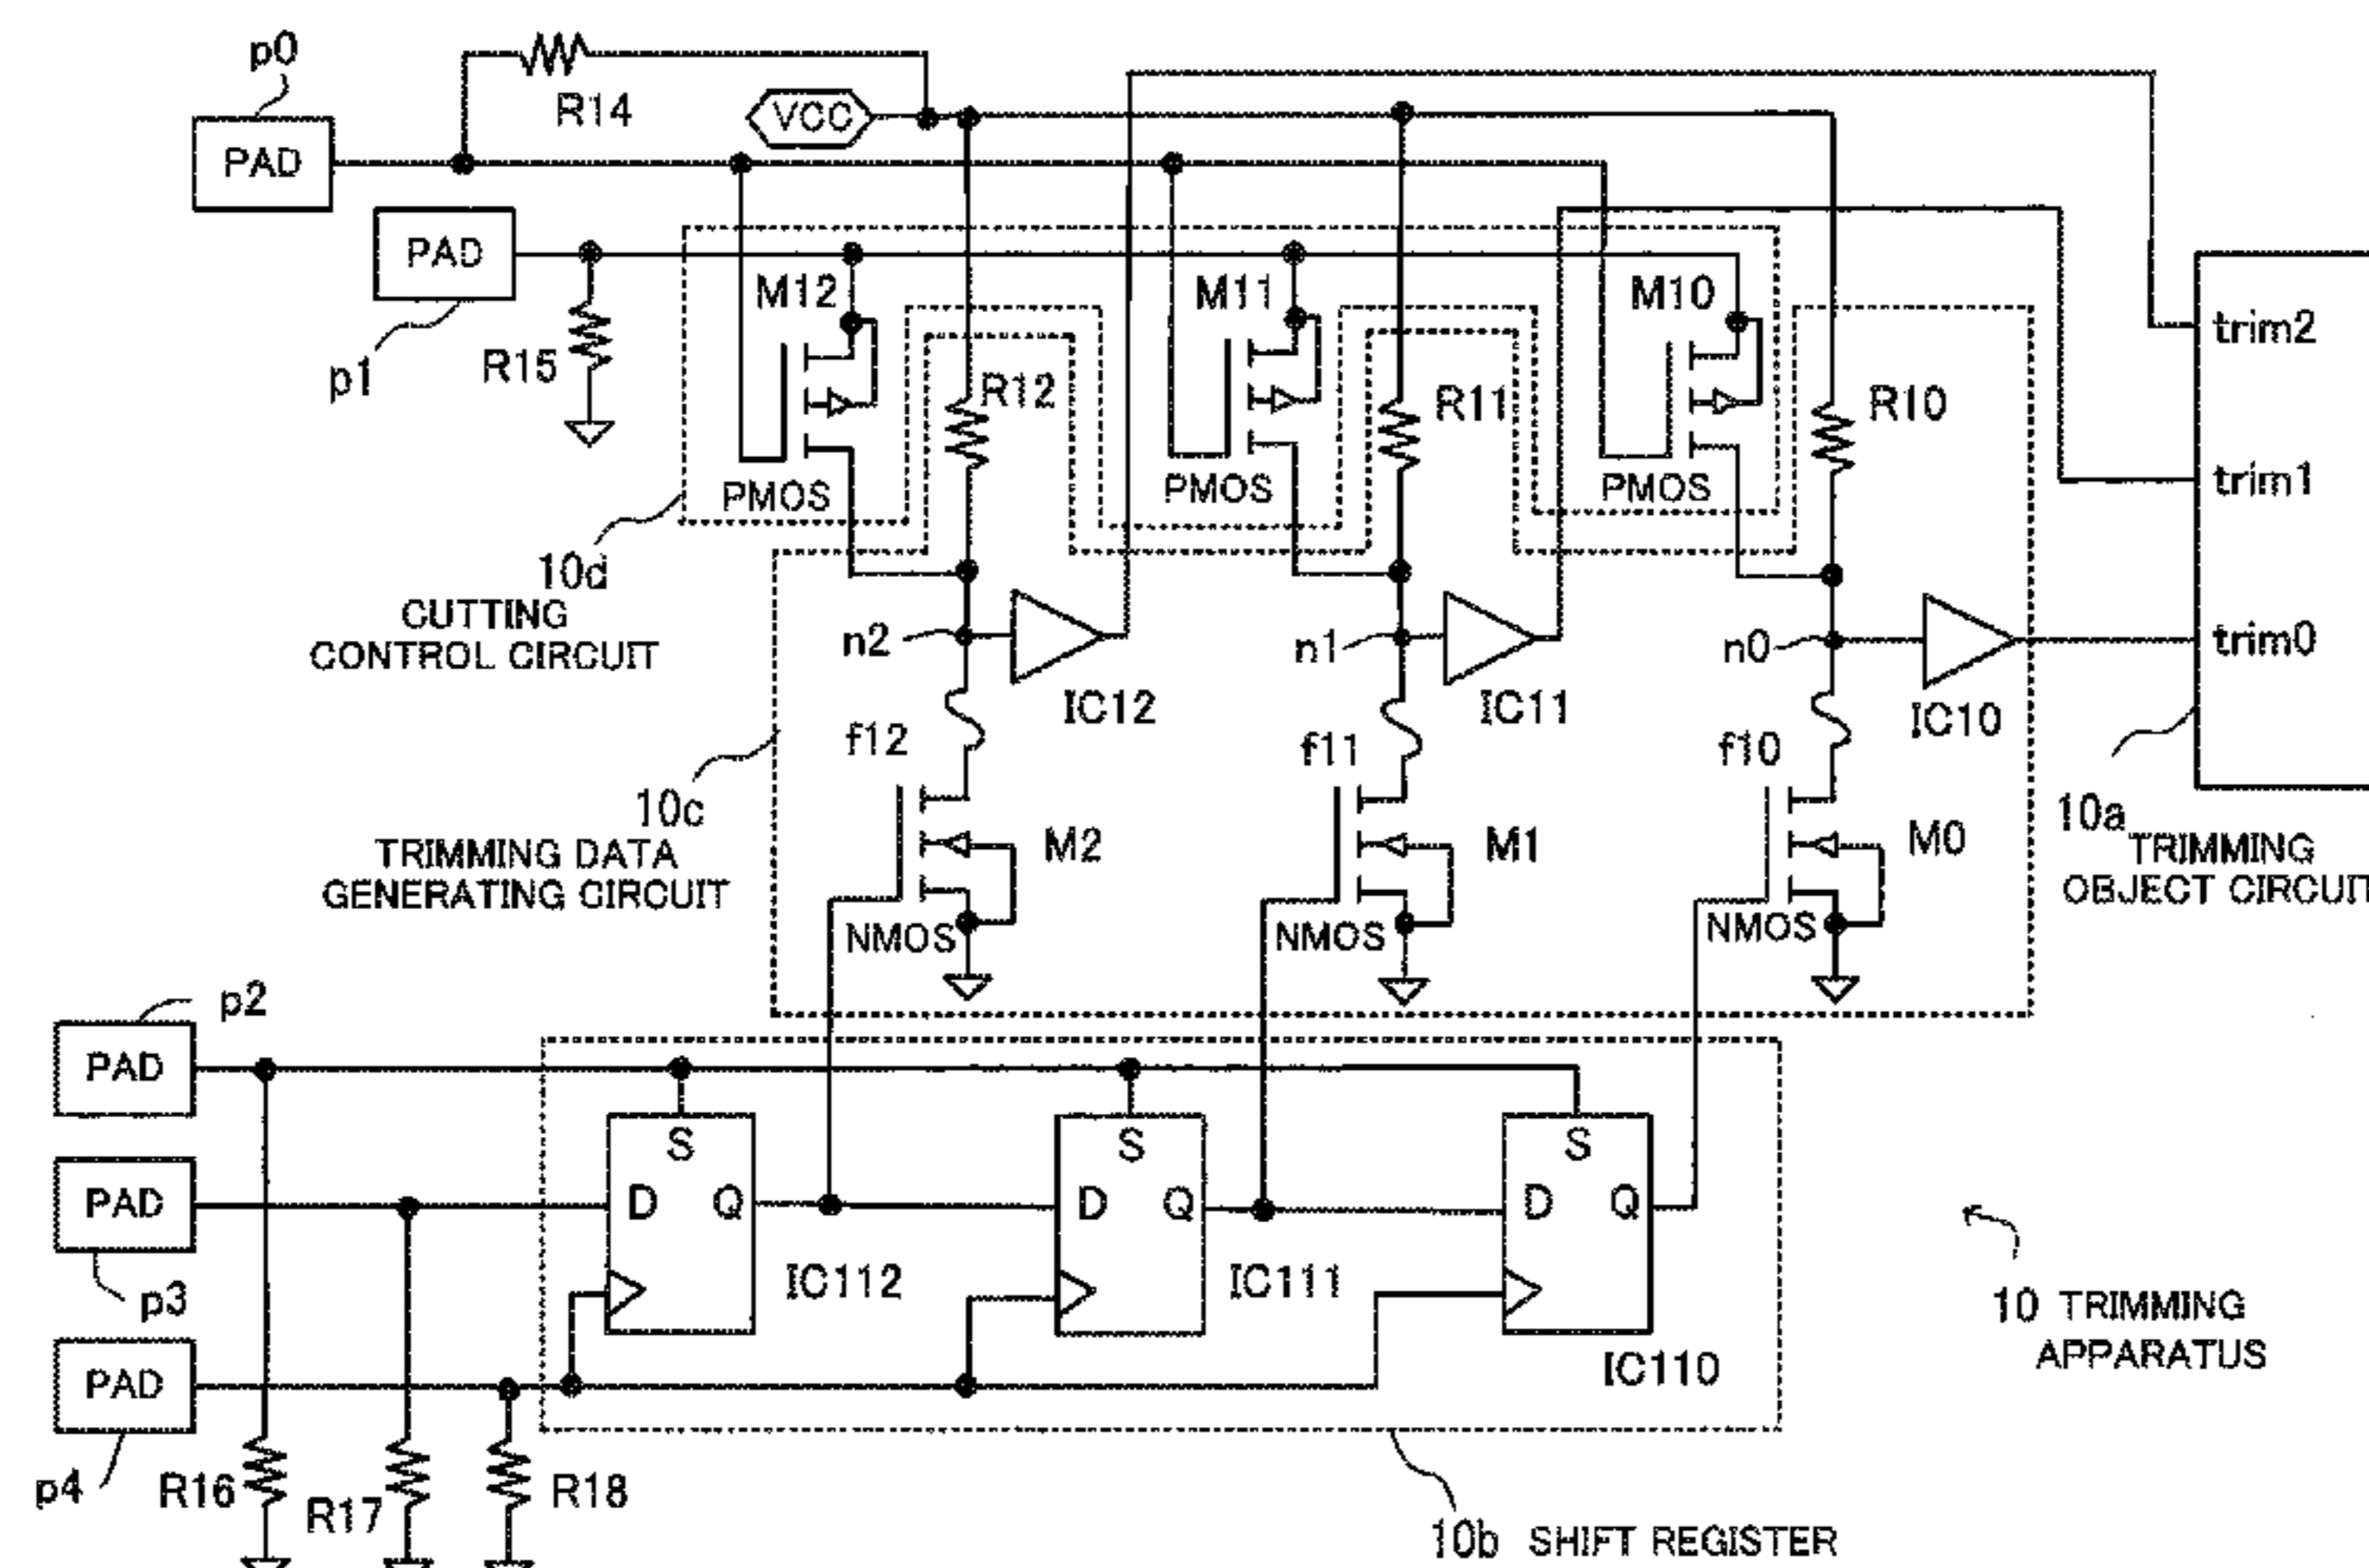 p0
R14
VCC
PAD
PAD
M12
M11
M10
trim2
R15
p1
R12
R11
R10
PMOS
PMOS
PMOS
trim1
10d
CUTTING
CONTROL CIRCUIT
n2
n1
n0
trim0
IC12
IC11
IC10
f12
f11
f10
10c
TRIMMING DATA
GENERATING CIRCUIT
M2
M1
M0
10a
TRIMMING
OBJECT CIRCUIT
NMOS
NMOS
NMOS
p2
PAD
S
S
S
PAD
D
Q
D
Q
D
Q
p3
IC112
IC111
IC110
10 TRIMMING
APPARATUS
PAD
p4
R16
R17
R18
10b SHIFT REGISTER